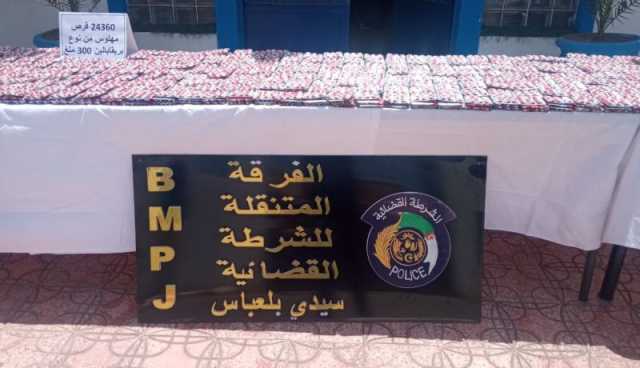 24360 قرص
مهلوس من نوع
بريقابالين 300 ملغ
BMPJ
الفرقة
المتنقلة
للشرطة
القضائية
سيدي بلعباس
الشرطة القضائية
POLICE